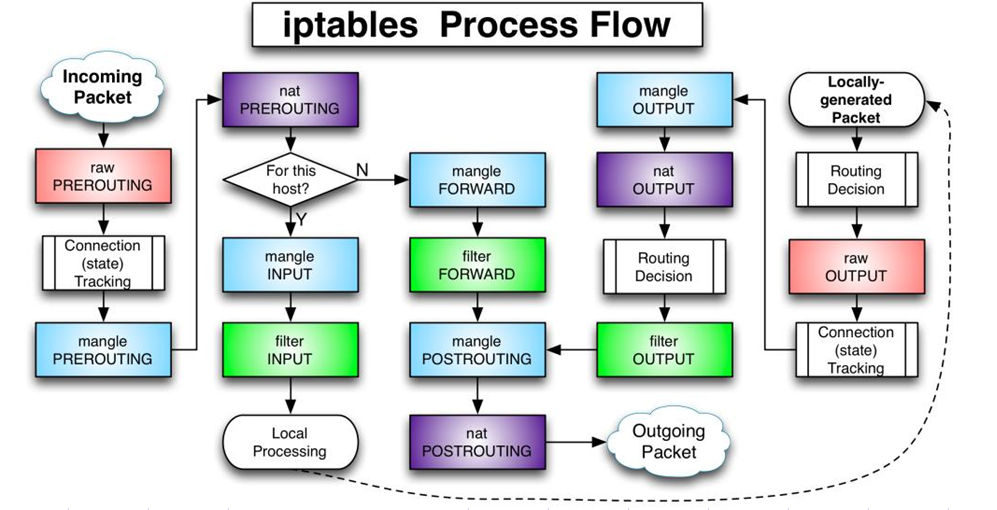 iptables Process Flow
Incoming
Packet
raw
PREROUTING
Connection
(state)
Tracking
mangle
PREROUTING
nat
PREROUTING
For this
host?
N
Y
mangle
INPUT
filter
INPUT
Local
Processing
mangle
FORWARD
filter
FORWARD
mangle
POSTROUTING
nat
POSTROUTING
Outgoing
Packet
mangle
OUTPUT
nat
OUTPUT
Routing
Decision
filter
OUTPUT
Locally-
generated
Packet
Routing
Decision
raw
OUTPUT
Connection
(state)
Tracking